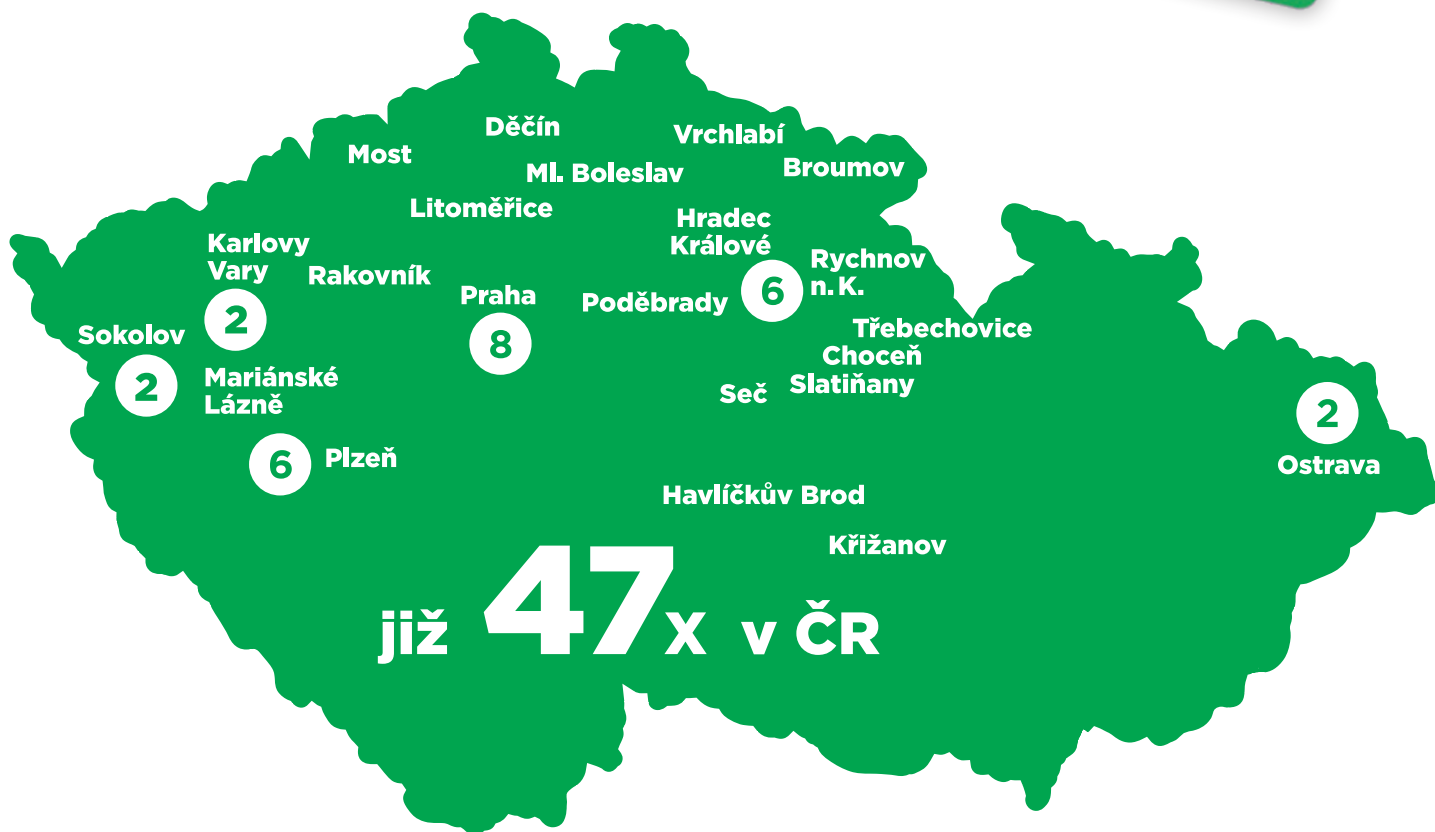 Děčín
Vrchlabí
Most
Ml. Boleslav
Broumov
Litoměřice
Hradec
Králové
6
Karlovy
Vary
2
Rakovník
Rychnov
n. K.
Praha
8
Poděbrady
Sokolov
2
Třebechovice
Choceň
Slatiňany
Seč
Mariánské
Lázně
2
Ostrava
6 Plzeň
Havlíčkův Brod
Křižanov
již 47x v ČR